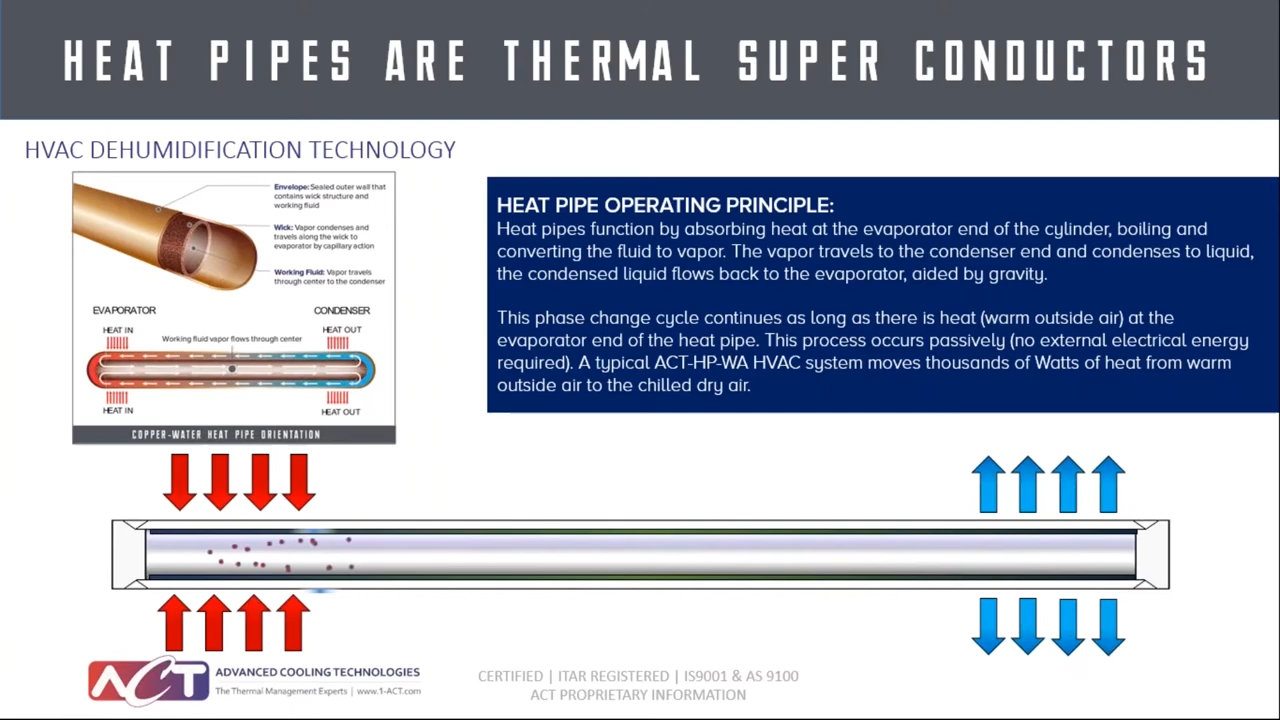 HEAT PIPES ARE THERMAL SUPER CONDUCTORS
HVAC DEHUMIDIFICATION TECHNOLOGY
Envelope: Sealed outer wall that
contains wick structure and
working fluid
Wick: Vapor condenses and
travels along the wick to
evaporator by capillary action
Working Fluid: Vapor travels
through center to the condenser
EVAPORATOR
CONDENSER
HEAT IN
HEAT OUT
Working fluid vapor flows through center
HEAT IN
HEAT OUT
COPPER-WATER HEAT PIPE ORIENTATION
HEAT PIPE OPERATING PRINCIPLE:
Heat pipes function by absorbing heat at the evaporator end of the cylinder, boiling and
converting the fluid to vapor. The vapor travels to the condenser end and condenses to liquid,
the condensed liquid flows back to the evaporator, aided by gravity.
This phase change cycle continues as long as there is heat (warm outside air) at the
evaporator end of the heat pipe. This process occurs passively (no external electrical energy
required). A typical ACT-HP-WA HVAC system moves thousands of Watts of heat from warm
outside air to the chilled dry air.
ACT
ADVANCED COOLING TECHNOLOGIES
The Thermal Management Experts | www.1-ACT.com
CERTIFIED | ITAR REGISTERED | IS9001 & AS 9100
ACT PROPRIETARY INFORMATION